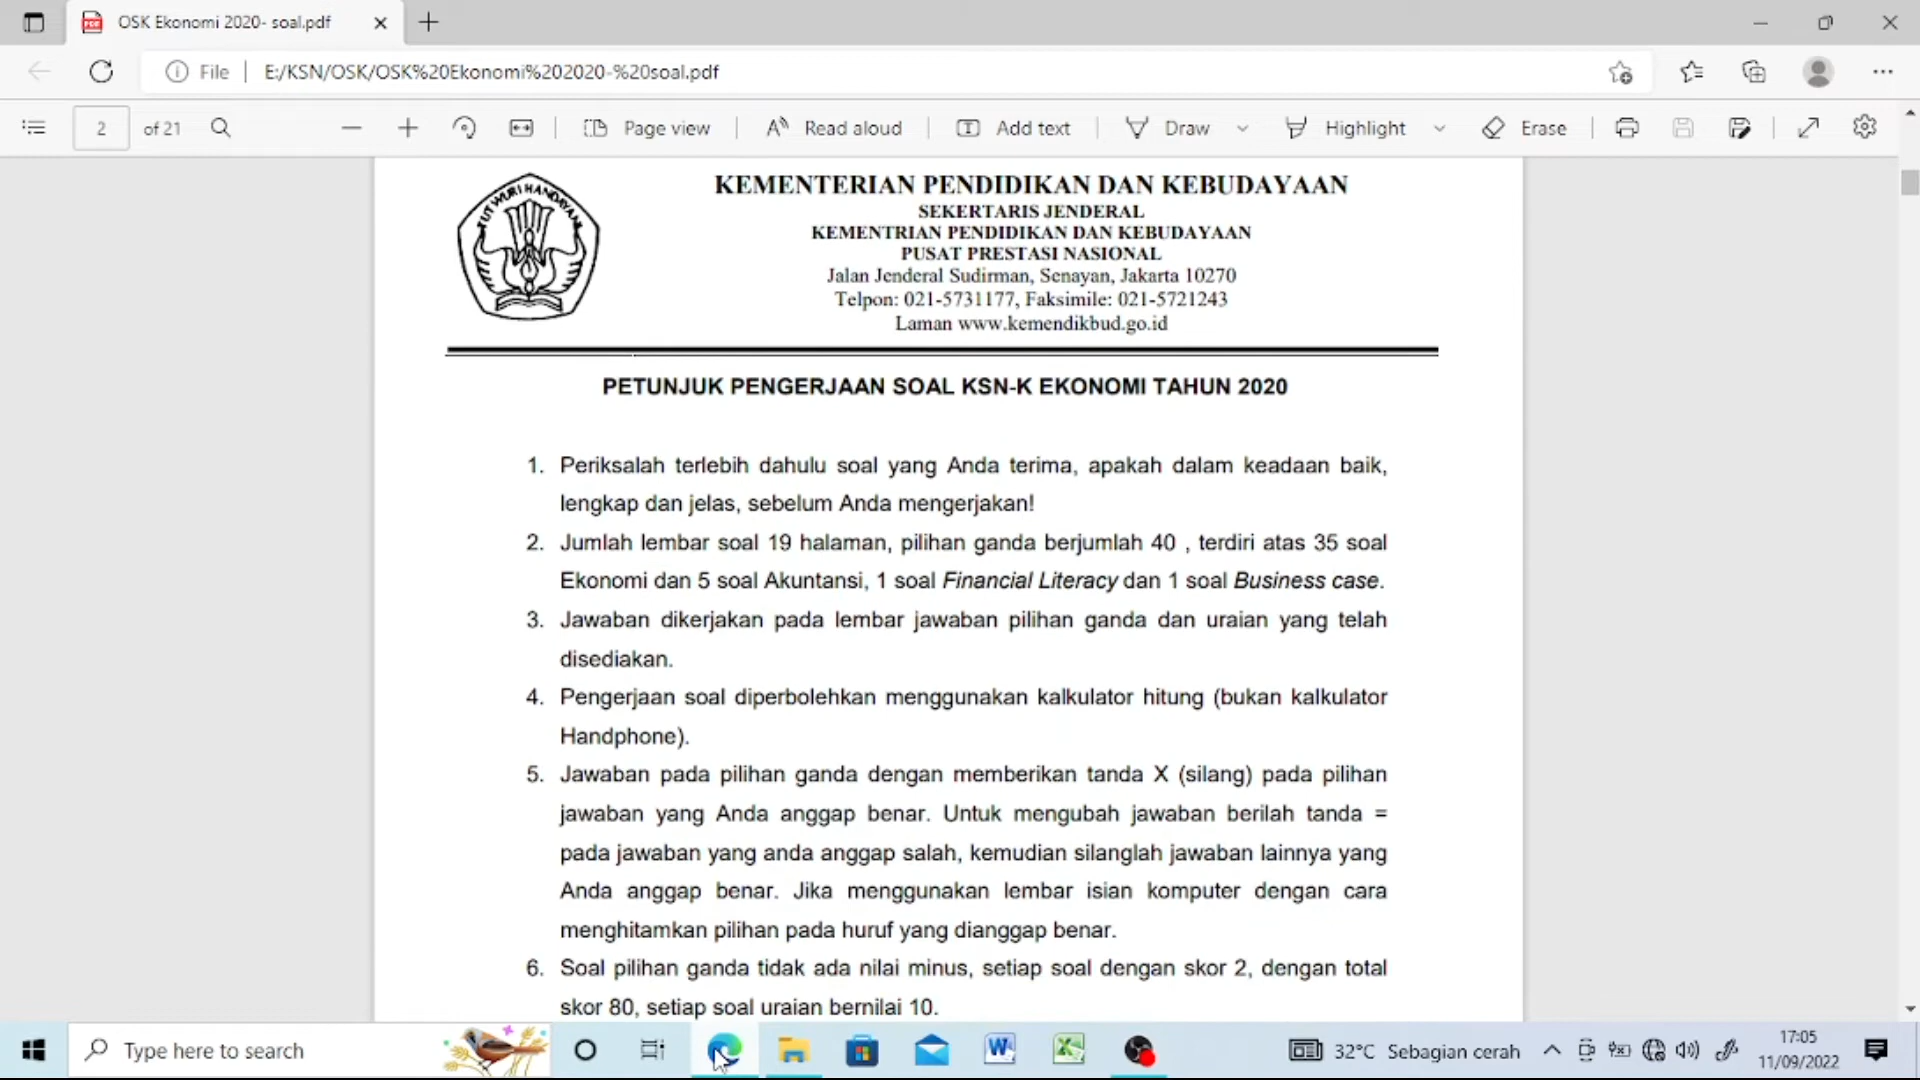 OSK Ekonomi 2020- soal.pdf
File
E:/KSN/OSK/OSK%20Ekonomi%202020-%20soal.pdf
2 of 21
Page view
Read aloud
Add text
Draw
Highlight
Erase
TUT WURI HANDAYANI
KEMENTERIAN PENDIDIKAN DAN KEBUDAYAAN
SEKERTARIS JENDERAL
KEMENTRIAN PENDIDIKAN DAN KEBUDAYAAN
PUSAT PRESTASI NASIONAL
Jalan Jenderal Sudirman, Senayan, Jakarta 10270
Telpon: 021-5731177, Faksimile: 021-5721243
Laman www.kemendikbud.go.id
PETUNJUK PENGERJAAN SOAL KSN-K EKONOMI TAHUN 2020
1. Periksalah terlebih dahulu soal yang Anda terima, apakah dalam keadaan baik,
lengkap dan jelas, sebelum Anda mengerjakan!
2. Jumlah lembar soal 19 halaman, pilihan ganda berjumlah 40 , terdiri atas 35 soal
Ekonomi dan 5 soal Akuntansi, 1 soal Financial Literacy dan 1 soal Business case.
3. Jawaban dikerjakan pada lembar jawaban pilihan ganda dan uraian yang telah
disediakan.
4. Pengerjaan soal diperbolehkan menggunakan kalkulator hitung (bukan kalkulator
Handphone).
5. Jawaban pada pilihan ganda dengan memberikan tanda X (silang) pada pilihan
jawaban yang Anda anggap benar. Untuk mengubah jawaban berilah tanda =
pada jawaban yang anda anggap salah, kemudian silanglah jawaban lainnya yang
Anda anggap benar. Jika menggunakan lembar isian komputer dengan cara
menghitamkan pilihan pada huruf yang dianggap benar.
6. Soal pilihan ganda tidak ada nilai minus, setiap soal dengan skor 2, dengan total
skor 80, setiap soal uraian bernilai 10.
Type here to search
32°C Sebagian cerah
17:05
11/09/2022